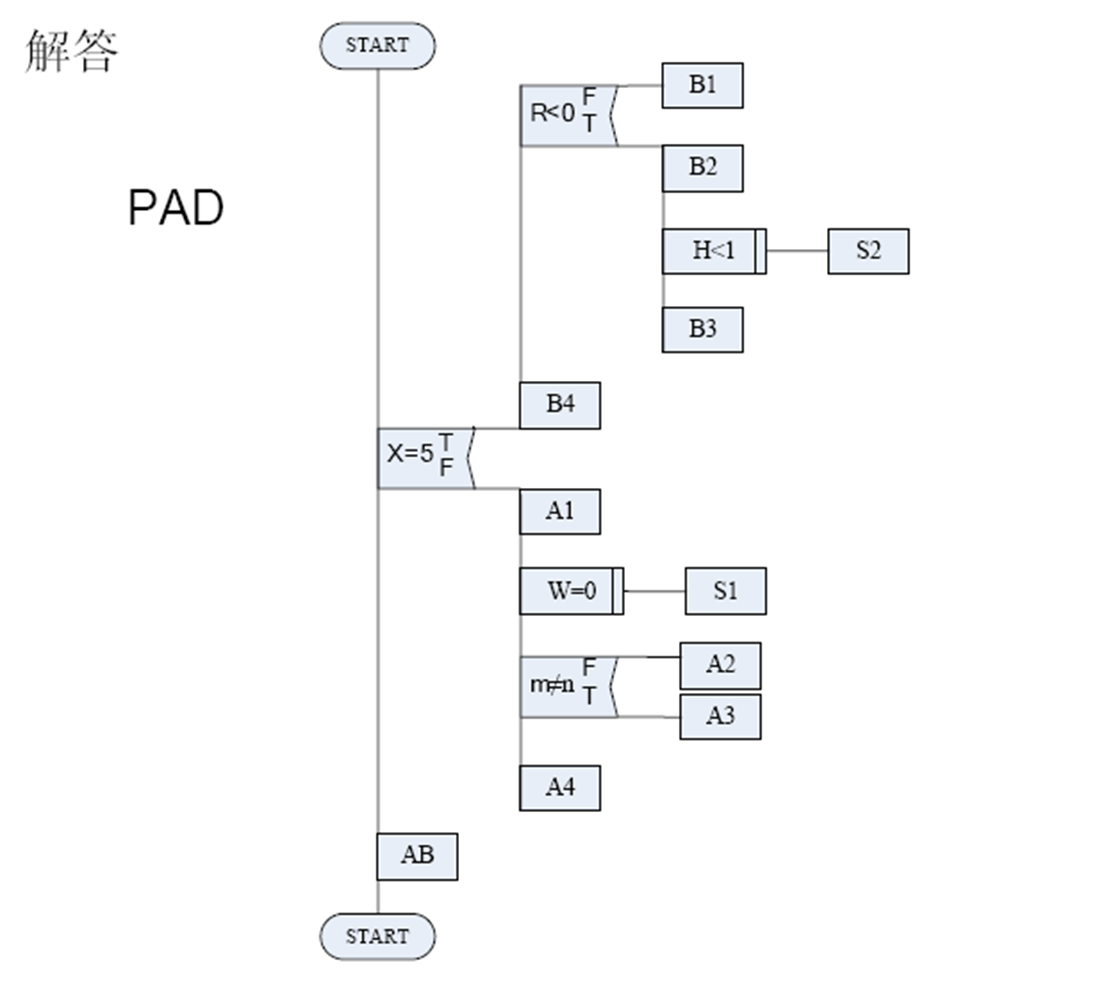 解答
START
PAD
R<0 F
T
B1
B2
H<1
S2
B3
B4
X=5 T
F
A1
W=0
S1
m≠n F
T
A2
A3
A4
AB
START